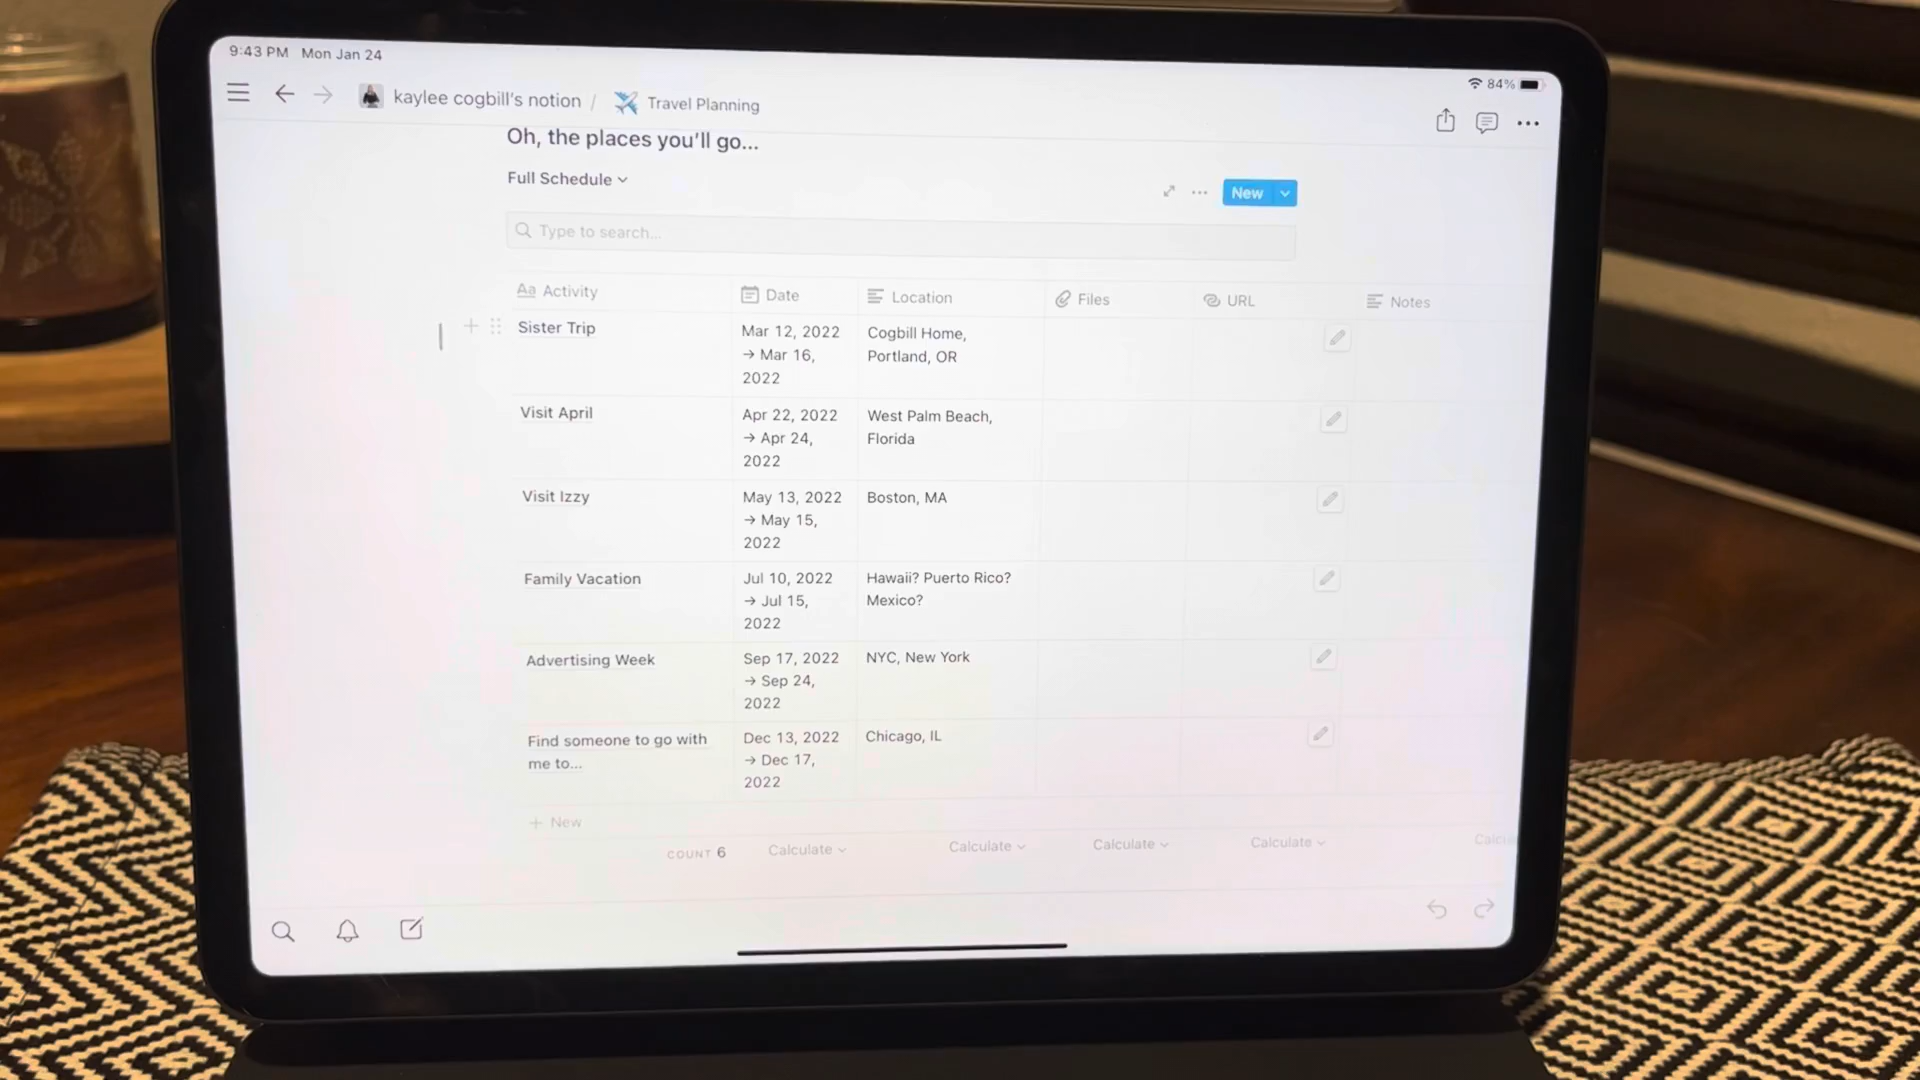 9:43 PM Mon Jan 24
84%
kaylee cogbill's notion / Travel Planning
Oh, the places you'll go...
Full Schedule
New
Type to search...
Aa Activity Date Location Files URL Notes
Sister Trip
Mar 12, 2022
→ Mar 16,
2022
Cogbill Home,
Portland, OR
Visit April
Apr 22, 2022
→ Apr 24,
2022
West Palm Beach,
Florida
Visit Izzy
May 13, 2022
→ May 15,
2022
Boston, MA
Family Vacation
Jul 10, 2022
→ Jul 15,
2022
Hawaii? Puerto Rico?
Mexico?
Advertising Week
Sep 17, 2022
→ Sep 24,
2022
NYC, New York
Find someone to go with
me to...
Dec 13, 2022
→ Dec 17,
2022
Chicago, IL
+ New
COUNT 6 Calculate Calculate Calculate Calculate